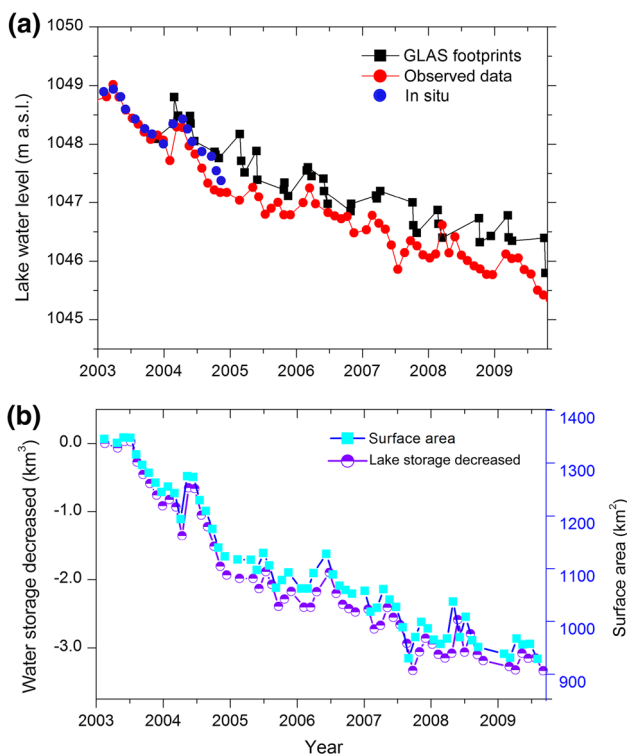 (a)
1050
1049
1048
1047
1046
1045
Lake water level (m a.s.l.)
GLAS footprints
Observed data
In situ
2003 2004 2005 2006 2007 2008 2009
(b)
0.0
-1.0
-2.0
-3.0
Water storage decreased (km³)
Surface area
Lake storage decreased
1400
1300
1200
1100
1000
900
Surface area (km²)
2003 2004 2005 2006 2007 2008 2009
Year